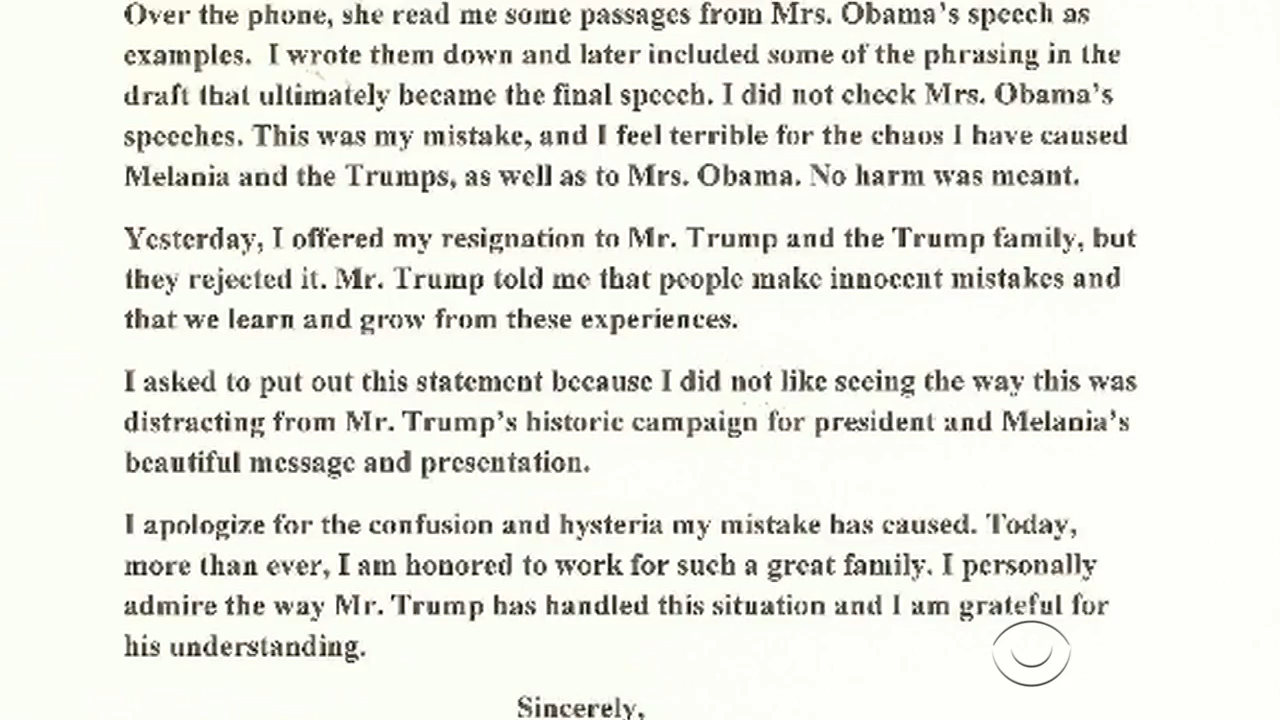 Over the phone, she read me some passages from Mrs. Obama's speech as
examples. I wrote them down and later included some of the phrasing in the
draft that ultimately became the final speech. I did not check Mrs. Obama's
speeches. This was my mistake, and I feel terrible for the chaos I have caused
Melania and the Trumps, as well as to Mrs. Obama. No harm was meant.
Yesterday, I offered my resignation to Mr. Trump and the Trump family, but
they rejected it. Mr. Trump told me that people make innocent mistakes and
that we learn and grow from these experiences.
I asked to put out this statement because I did not like seeing the way this was
distracting from Mr. Trump's historic campaign for president and Melania's
beautiful message and presentation.
I apologize for the confusion and hysteria my mistake has caused. Today,
more than ever, I am honored to work for such a great family. I personally
admire the way Mr. Trump has handled this situation and I am grateful for
his understanding.
Sincerely,